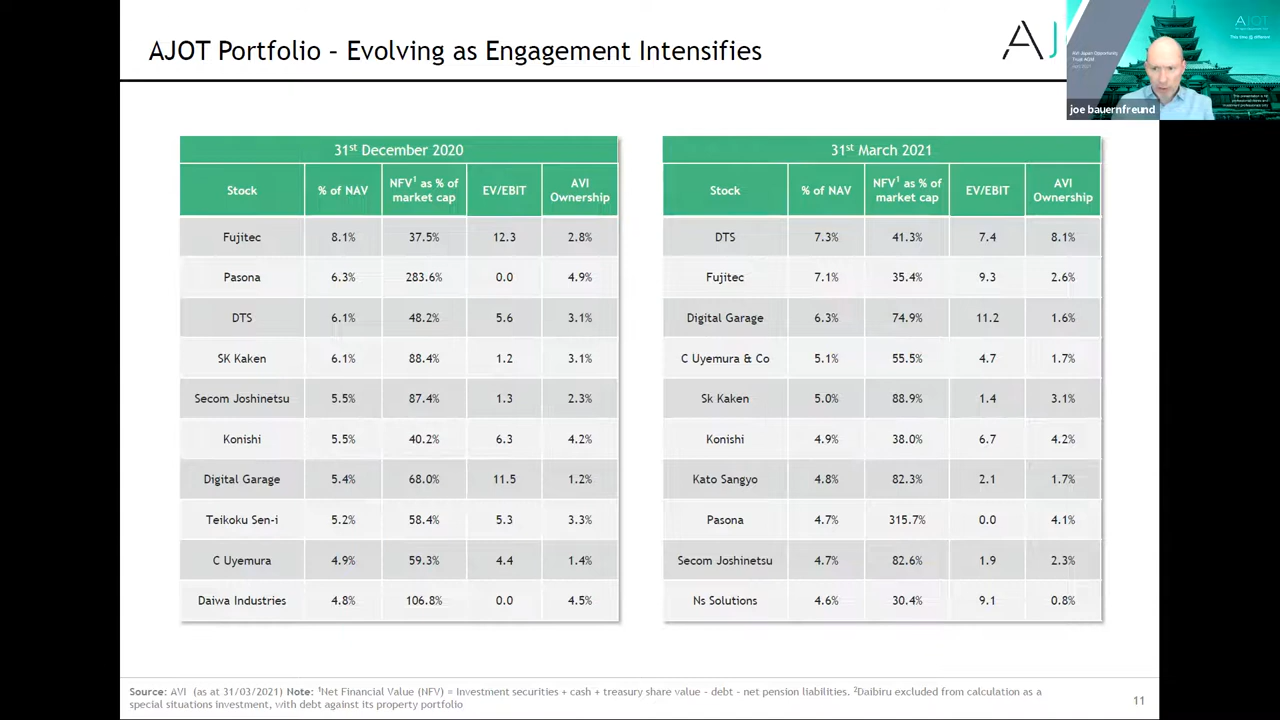 AJOT Portfolio – Evolving as Engagement Intensifies
AJ
AVI Japan Opportunity
Trust AGM
joe bauernfreund
31st December 2020
Stock % of NAV NFV1 as % of market cap EV/EBIT AVI Ownership
Fujitec 8.1% 37.5% 12.3 2.8%
Pasona 6.3% 283.6% 0.0 4.9%
DTS 6.1% 48.2% 5.6 3.1%
SK Kaken 6.1% 88.4% 1.2 3.1%
Secom Joshinetsu 5.5% 87.4% 1.3 2.3%
Konishi 5.5% 40.2% 6.3 4.2%
Digital Garage 5.4% 68.0% 11.5 1.2%
Teikoku Sen-i 5.2% 58.4% 5.3 3.3%
C Uyemura 4.9% 59.3% 4.4 1.4%
Daiwa Industries 4.8% 106.8% 0.0 4.5%
31st March 2021
Stock % of NAV NFV1 as % of market cap EV/EBIT AVI Ownership
DTS 7.3% 41.3% 7.4 8.1%
Fujitec 7.1% 35.4% 9.3 2.6%
Digital Garage 6.3% 74.9% 11.2 1.6%
C Uyemura & Co 5.1% 55.5% 4.7 1.7%
Sk Kaken 5.0% 88.9% 1.4 3.1%
Konishi 4.9% 38.0% 6.7 4.2%
Kato Sangyo 4.8% 82.3% 2.1 1.7%
Pasona 4.7% 315.7% 0.0 4.1%
Secom Joshinetsu 4.7% 82.6% 1.9 2.3%
Ns Solutions 4.6% 30.4% 9.1 0.8%
Source: AVI (as at 31/03/2021) Note: 1Net Financial Value (NFV) = Investment securities + cash + treasury share value – debt – net pension liabilities. 2Daibiru excluded from calculation as a
special situations investment, with debt against its property portfolio
11